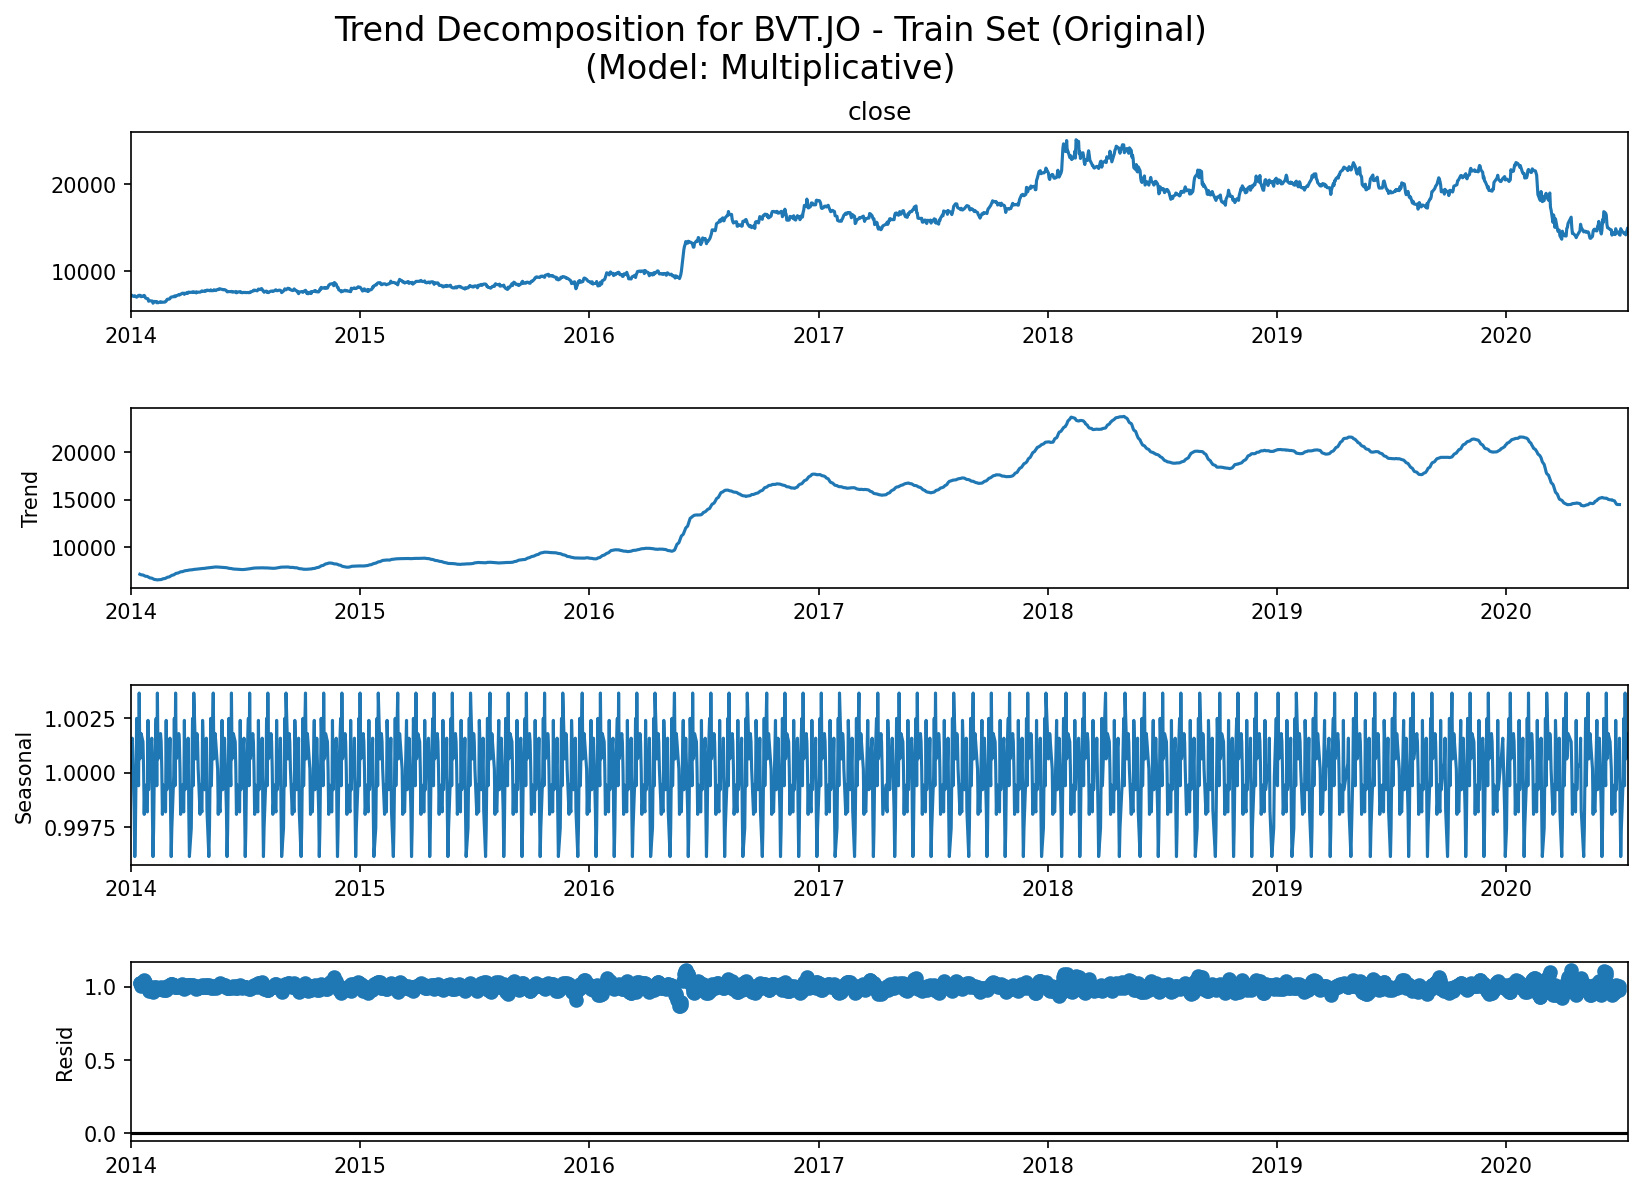 Trend Decomposition for BVT.JO - Train Set (Original)
(Model: Multiplicative)
close
20000
10000
2014 2015 2016 2017 2018 2019 2020
Trend
20000
15000
10000
2014 2015 2016 2017 2018 2019 2020
Seasonal
1.0025
1.0000
0.9975
2014 2015 2016 2017 2018 2019 2020
Resid
1.0
0.5
0.0
2014 2015 2016 2017 2018 2019 2020